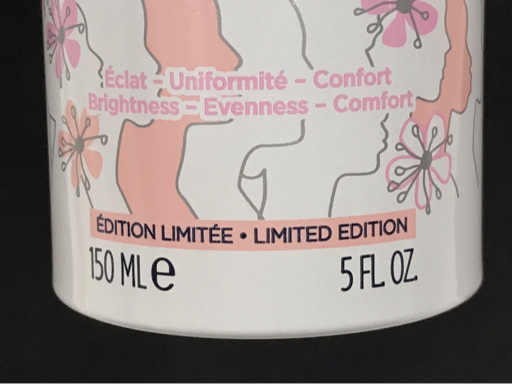 Éclat - Uniformité - Confort
Brightness - Evenness - Comfort
ÉDITION LIMITÉE • LIMITED EDITION
150 ML e 5 FL OZ